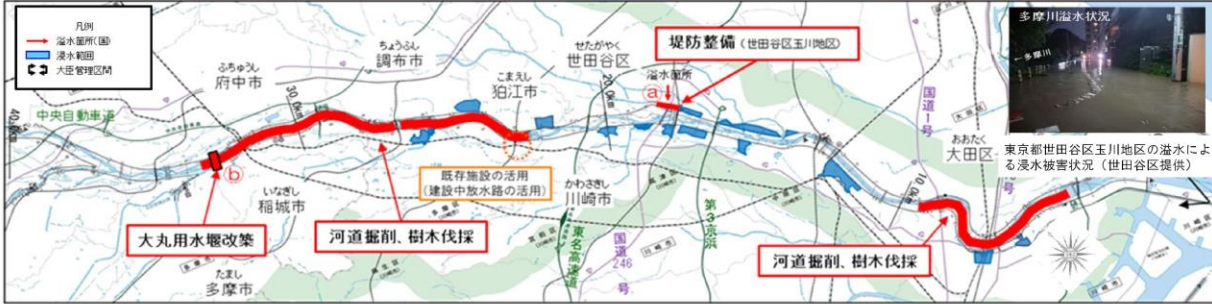 凡例
溢水箇所(国)
浸水範囲
大臣管理区間
中央自動車道
ふちゅうし
府中市
30.0km
ちょうふし
調布市
こまえし
狛江市
せたがやく
世田谷区
20.0km
堤防整備（世田谷区玉川地区）
溢水箇所
ⓐ
国道1号
おおたく
大田区
多摩川溢水状況
←多摩川
東京都世田谷区玉川地区の溢水によ
る浸水被害状況（世田谷区提供）
ⓑ
大丸用水堰改築
いなぎし
稲城市
たまし
多摩市
河道掘削、樹木伐採
既存施設の活用
（建設中放水路の活用）
かわさきし
川崎市
東名高速道
国道
246
号
第3京浜
10.0km
河道掘削、樹木伐採